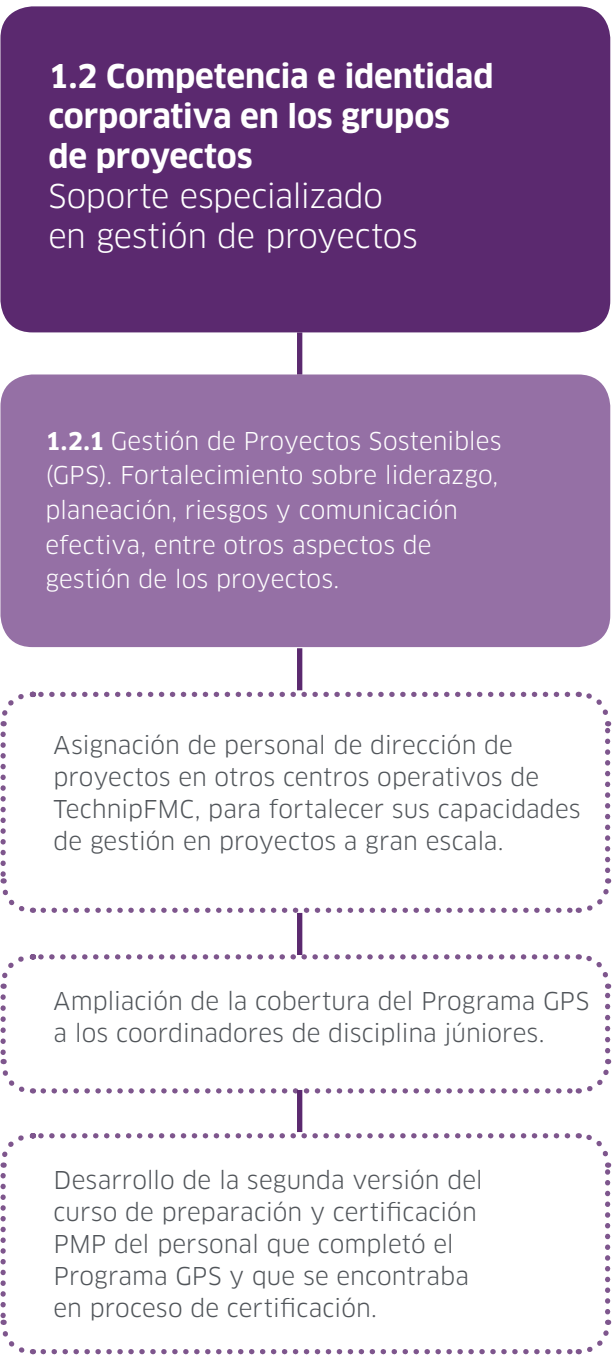 1.2 Competencia e identidad
corporativa en los grupos
de proyectos
Soporte especializado
en gestión de proyectos
1.2.1 Gestión de Proyectos Sostenibles
(GPS). Fortalecimiento sobre liderazgo,
planeación, riesgos y comunicación
efectiva, entre otros aspectos de
gestión de los proyectos.
Asignación de personal de dirección de
proyectos en otros centros operativos de
TechnipFMC, para fortalecer sus capacidades
de gestión en proyectos a gran escala.
Ampliación de la cobertura del Programa GPS
a los coordinadores de disciplina júniores.
Desarrollo de la segunda versión del
curso de preparación y certificación
PMP del personal que completó el
Programa GPS y que se encontraba
en proceso de certificación.